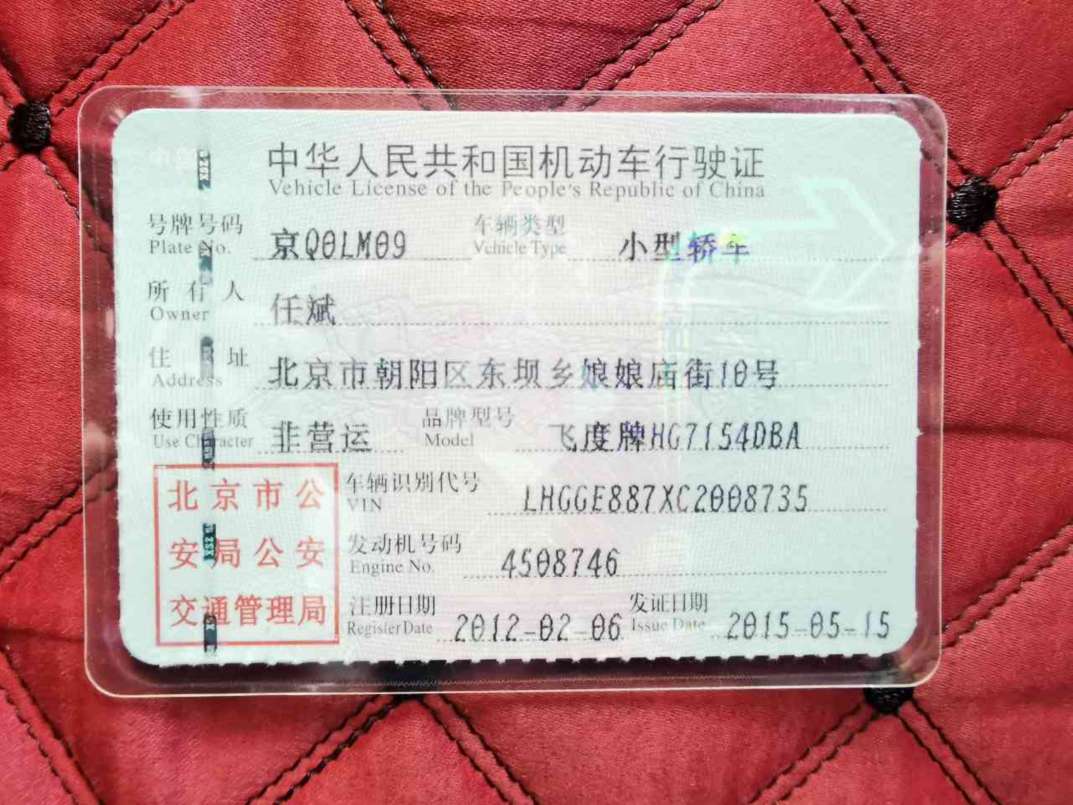 中华人民共和国机动车行驶证
Vehicle License of the People's Republic of China
号牌号码 京Q0LM09 车辆类型 小型轿车
Plate No. Vehicle Type
所有人 任斌
Owner
住址 北京市朝阳区东坝乡娘娘庙街10号
Address
使用性质 非营运 品牌型号 飞度牌HG7154DBA
Use Character Model
北京市公
安局公安
交通管理局
车辆识别代号 LHGGE887XC2008735
VIN
发动机号码 4508746
Engine No.
注册日期 2012-02-06 发证日期 2015-05-15
Register Date Issue Date